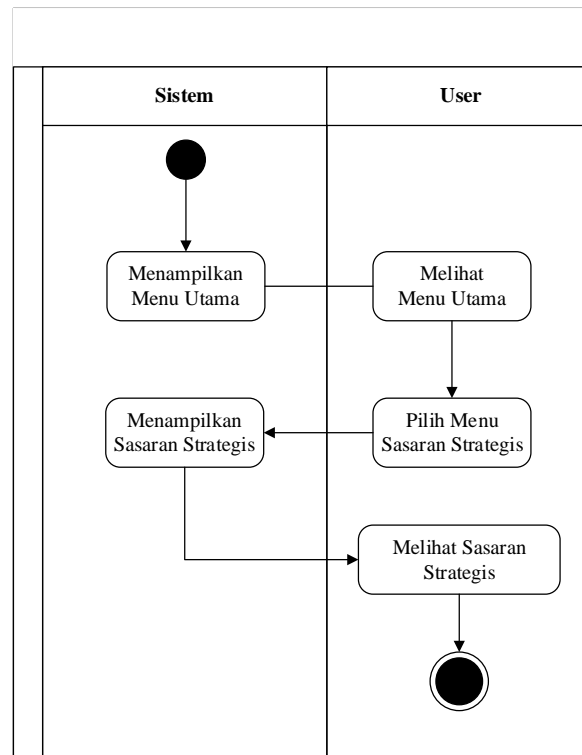 Sistem
User
Menampilkan
Menu Utama
Melihat
Menu Utama
Menampilkan
Sasaran Strategis
Pilih Menu
Sasaran Strategis
Melihat Sasaran
Strategis